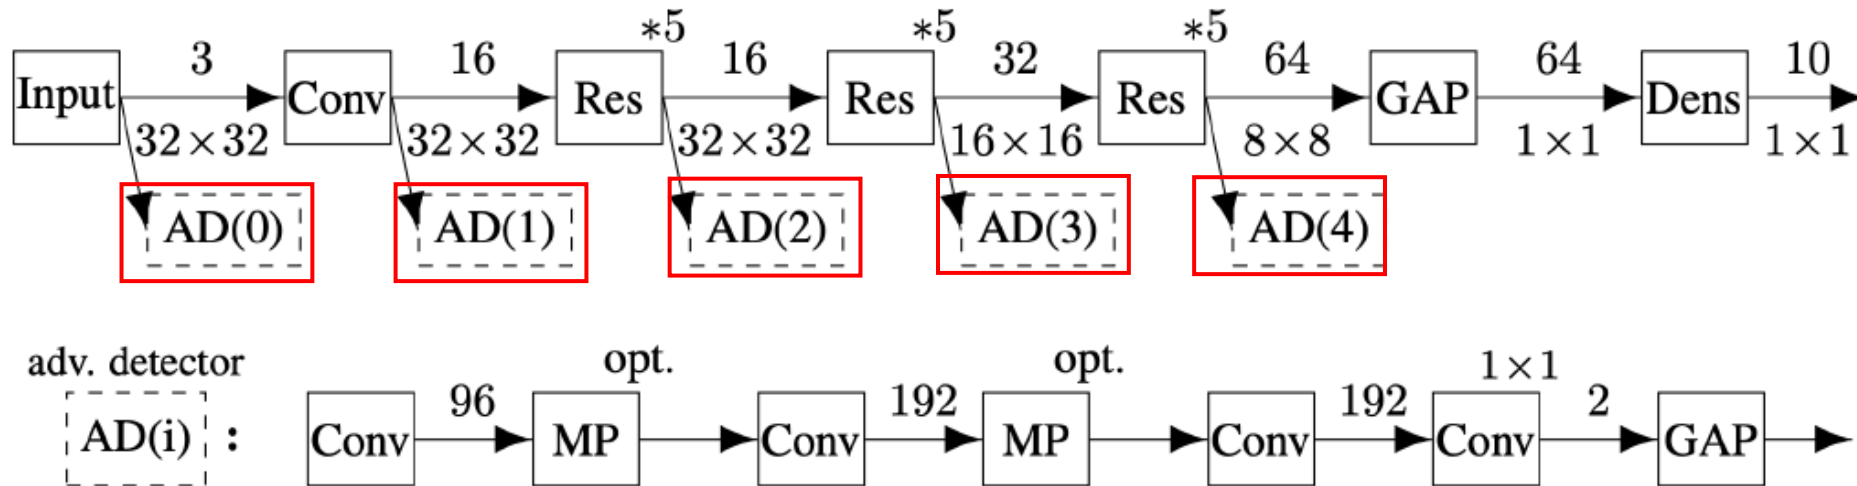 *5 *5 *5
3 16 16 32 64 64 10
Input Conv Res Res Res GAP Dens
32×32 32×32 32×32 16×16 8×8 1×1 1×1
AD(0) AD(1) AD(2) AD(3) AD(4)
adv. detector opt. opt. 1×1
96 192 192 2
AD(i) : Conv MP Conv MP Conv Conv GAP